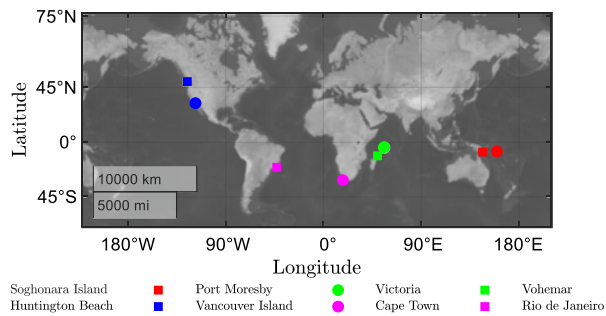 75°N
45°N
0°
45°S
Latitude
10000 km
5000 mi
180°W 90°W 0° 90°E 180°E
Longitude
Soghonara Island Port Moresby Victoria Vohemar
Huntington Beach Vancouver Island Cape Town Rio de Janeiro